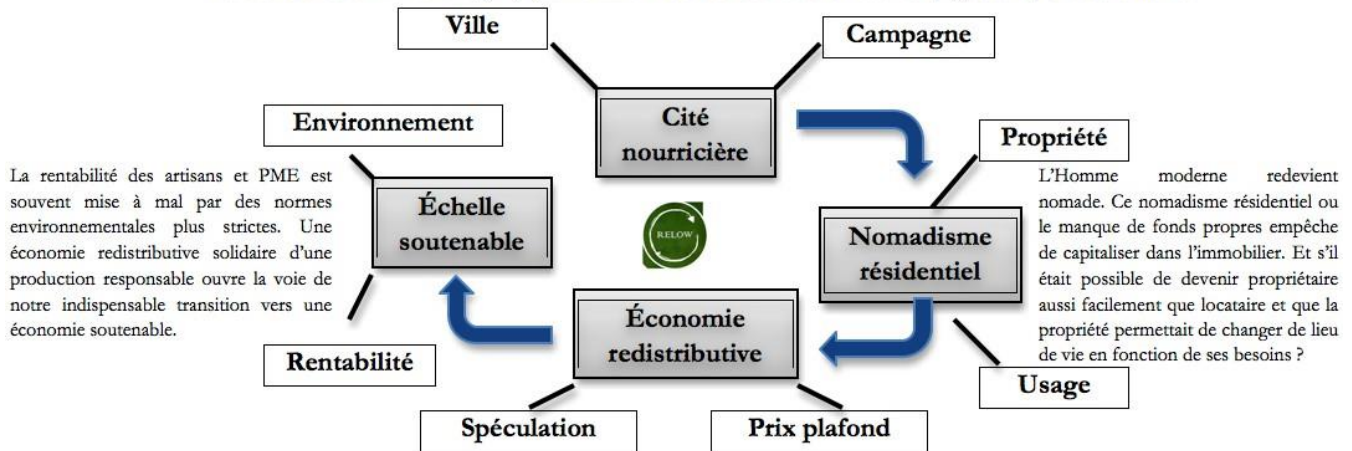 Ville
Campagne
Cité
nourricière
Environnement
Propriété
La rentabilité des artisans et PME est
souvent mise à mal par des normes
environnementales plus strictes. Une
économie redistributive solidaire d’une
production responsable ouvre la voie de
notre indispensable transition vers une
économie soutenable.
Échelle
soutenable
RELOW
Nomadisme
résidentiel
L’Homme moderne redevient
nomade. Ce nomadisme résidentiel ou
le manque de fonds propres empêche
de capitaliser dans l’immobilier. Et s’il
était possible de devenir propriétaire
aussi facilement que locataire et que la
propriété permettait de changer de lieu
de vie en fonction de ses besoins ?
Économie
redistributive
Rentabilité
Usage
Spéculation
Prix plafond